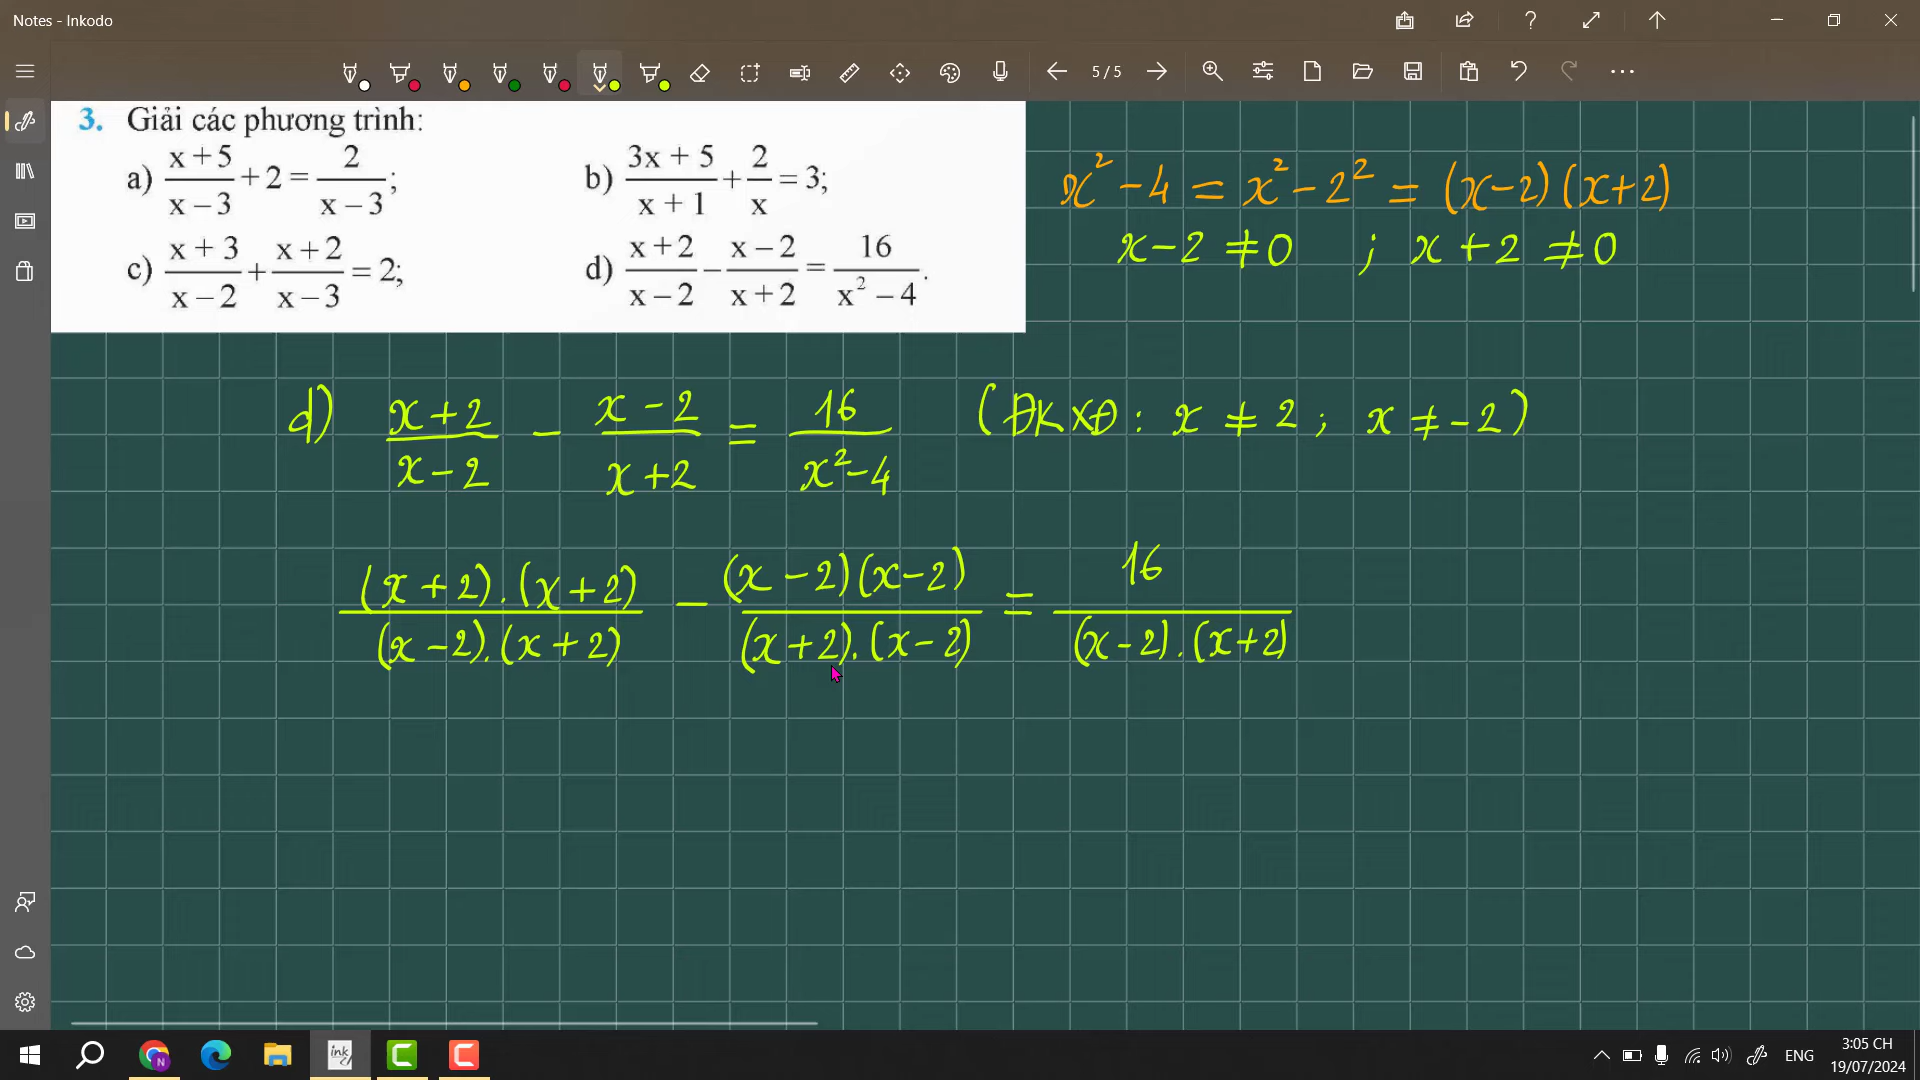 Notes - Inkodo
5 / 5
3. Giải các phương trình:
a) (x + 5)/(x − 3) + 2 = 2/(x − 3); b) (3x + 5)/(x + 1) + 2/x = 3;
c) (x + 3)/(x − 2) + (x + 2)/(x − 3) = 2; d) (x + 2)/(x − 2) − (x − 2)/(x + 2) = 16/(x² − 4).
x² − 4 = x² − 2² = (x−2)(x+2)
x−2 ≠ 0 ; x + 2 ≠ 0
d) (x+2)/(x−2) − (x−2)/(x+2) = 16/(x²−4) (ĐKXĐ: x ≠ 2; x ≠ −2)
((x+2).(x+2))/((x−2).(x+2)) − ((x−2)(x−2))/((x+2).(x−2)) = 16/((x−2).(x+2))
ink
N
ENG
3:05 CH
19/07/2024